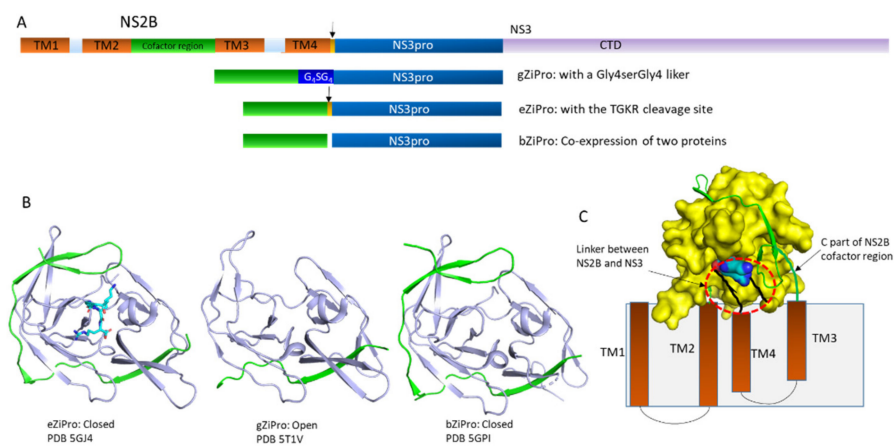 A
NS2B
NS3
TM1
TM2
Cofactor region
TM3
TM4
NS3pro
CTD
G4SG4
NS3pro
gZiPro: with a Gly4serGly4 liker
NS3pro
eZiPro: with the TGKR cleavage site
NS3pro
bZiPro: Co-expression of two proteins
B
eZiPro: Closed
PDB 5GJ4
gZiPro: Open
PDB 5T1V
bZiPro: Closed
PDB 5GPI
C
Linker between
NS2B and NS3
C part of NS2B
cofactor region
TM1
TM2
TM4
TM3